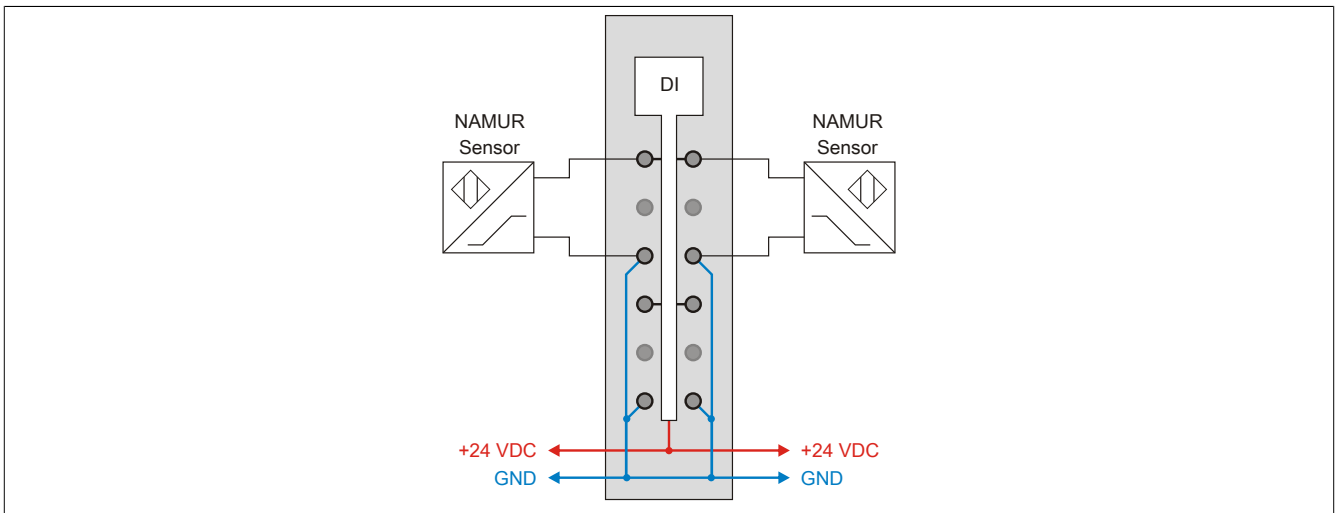 DI
NAMUR
Sensor
NAMUR
Sensor
+24 VDC
+24 VDC
GND
GND